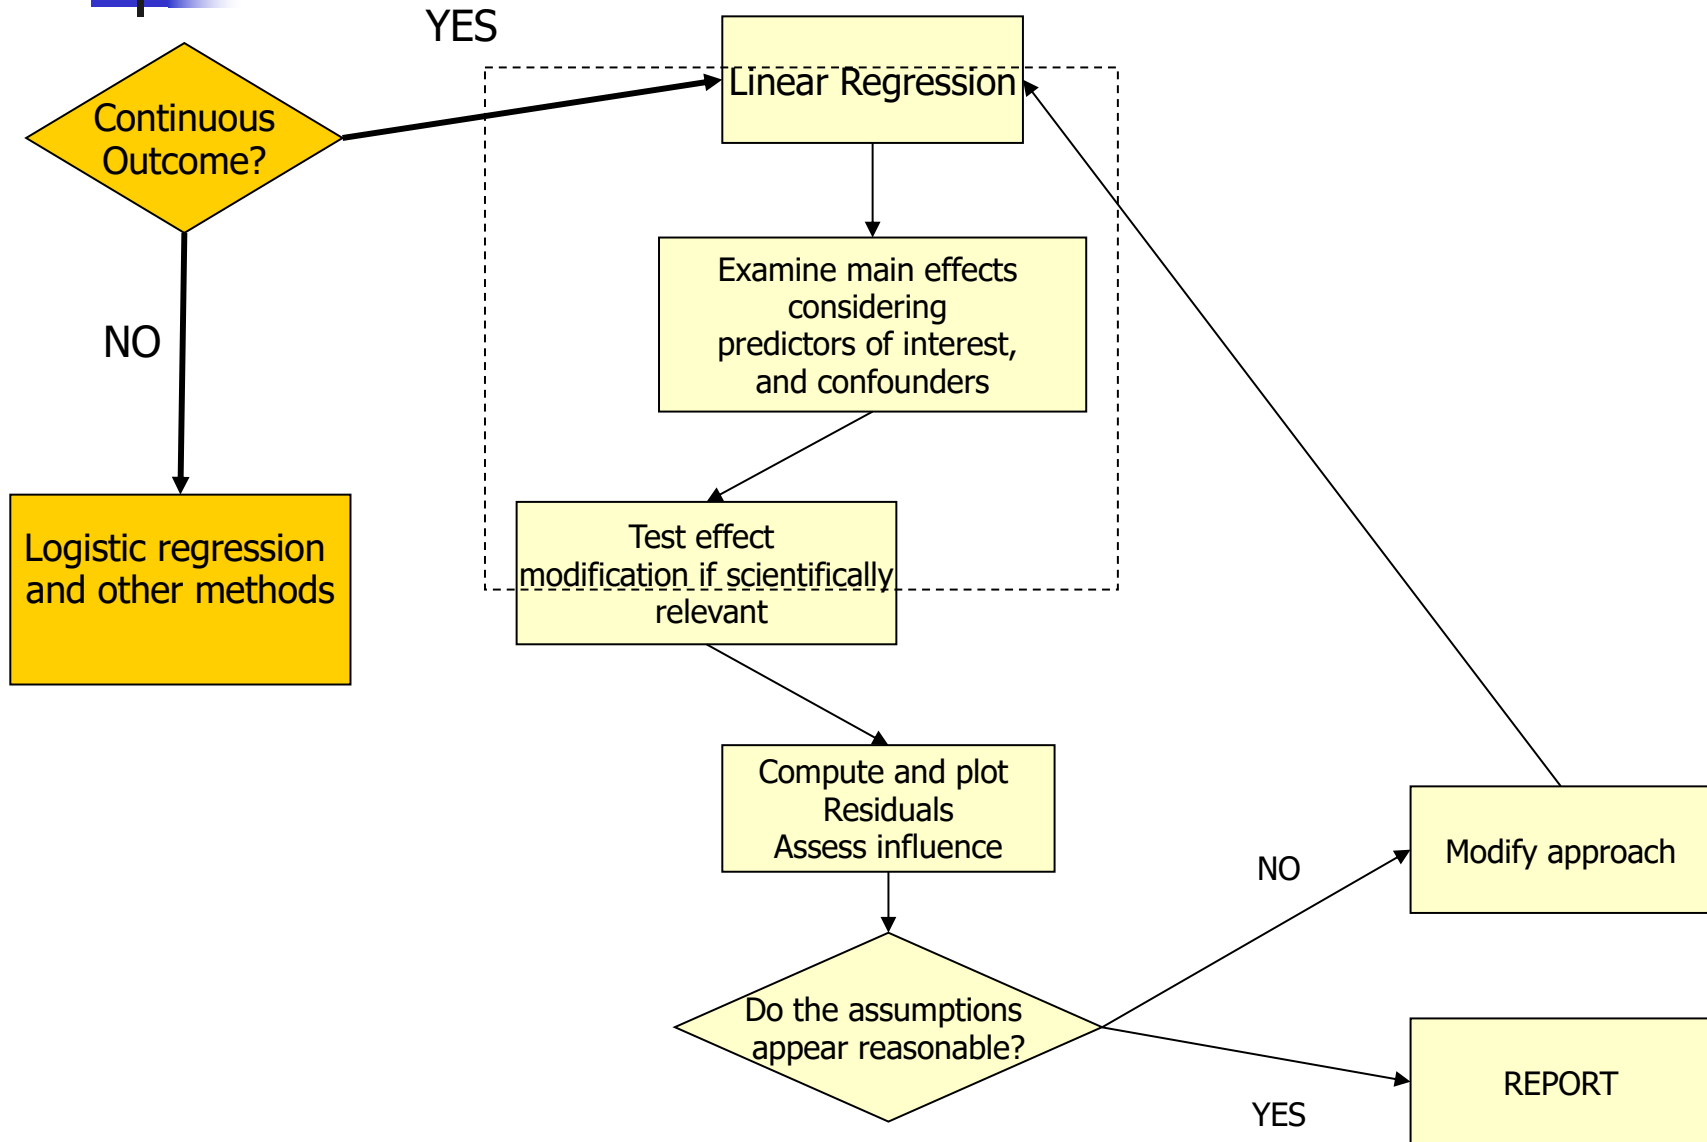 YES
Continuous
Outcome?
Linear Regression
Examine main effects
considering
predictors of interest,
and confounders
NO
Logistic regression
and other methods
Test effect
modification if scientifically
relevant
Compute and plot
Residuals
Assess influence
NO
Modify approach
Do the assumptions
appear reasonable?
YES
REPORT